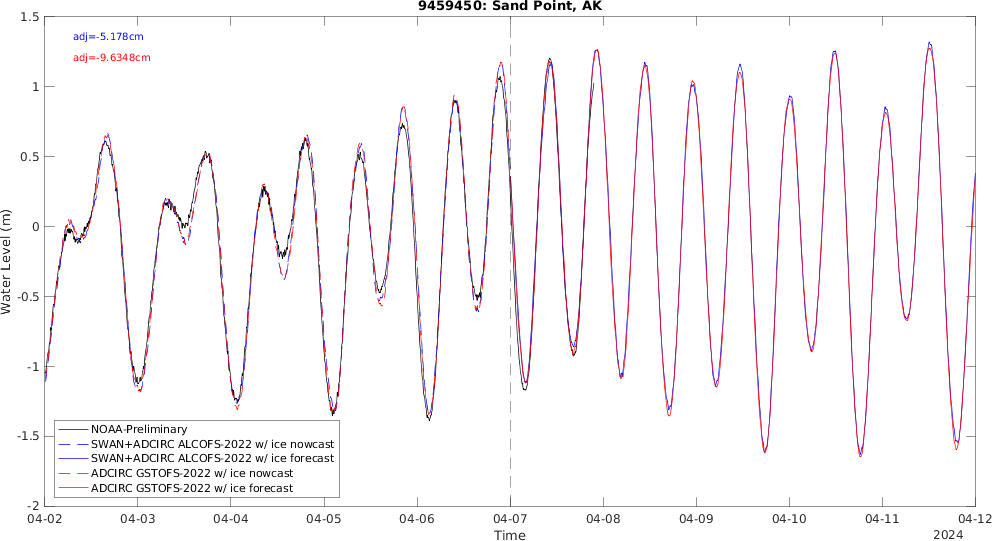 9459450: Sand Point, AK
adj=-5.178cm
adj=-9.6348cm
Water Level (m)
1.5
1
0.5
0
-0.5
-1
-1.5
-2
NOAA-Preliminary
SWAN+ADCIRC ALCOFS-2022 w/ ice nowcast
SWAN+ADCIRC ALCOFS-2022 w/ ice forecast
ADCIRC GSTOFS-2022 w/ ice nowcast
ADCIRC GSTOFS-2022 w/ ice forecast
04-02 04-03 04-04 04-05 04-06 04-07 04-08 04-09 04-10 04-11 04-12
Time
2024